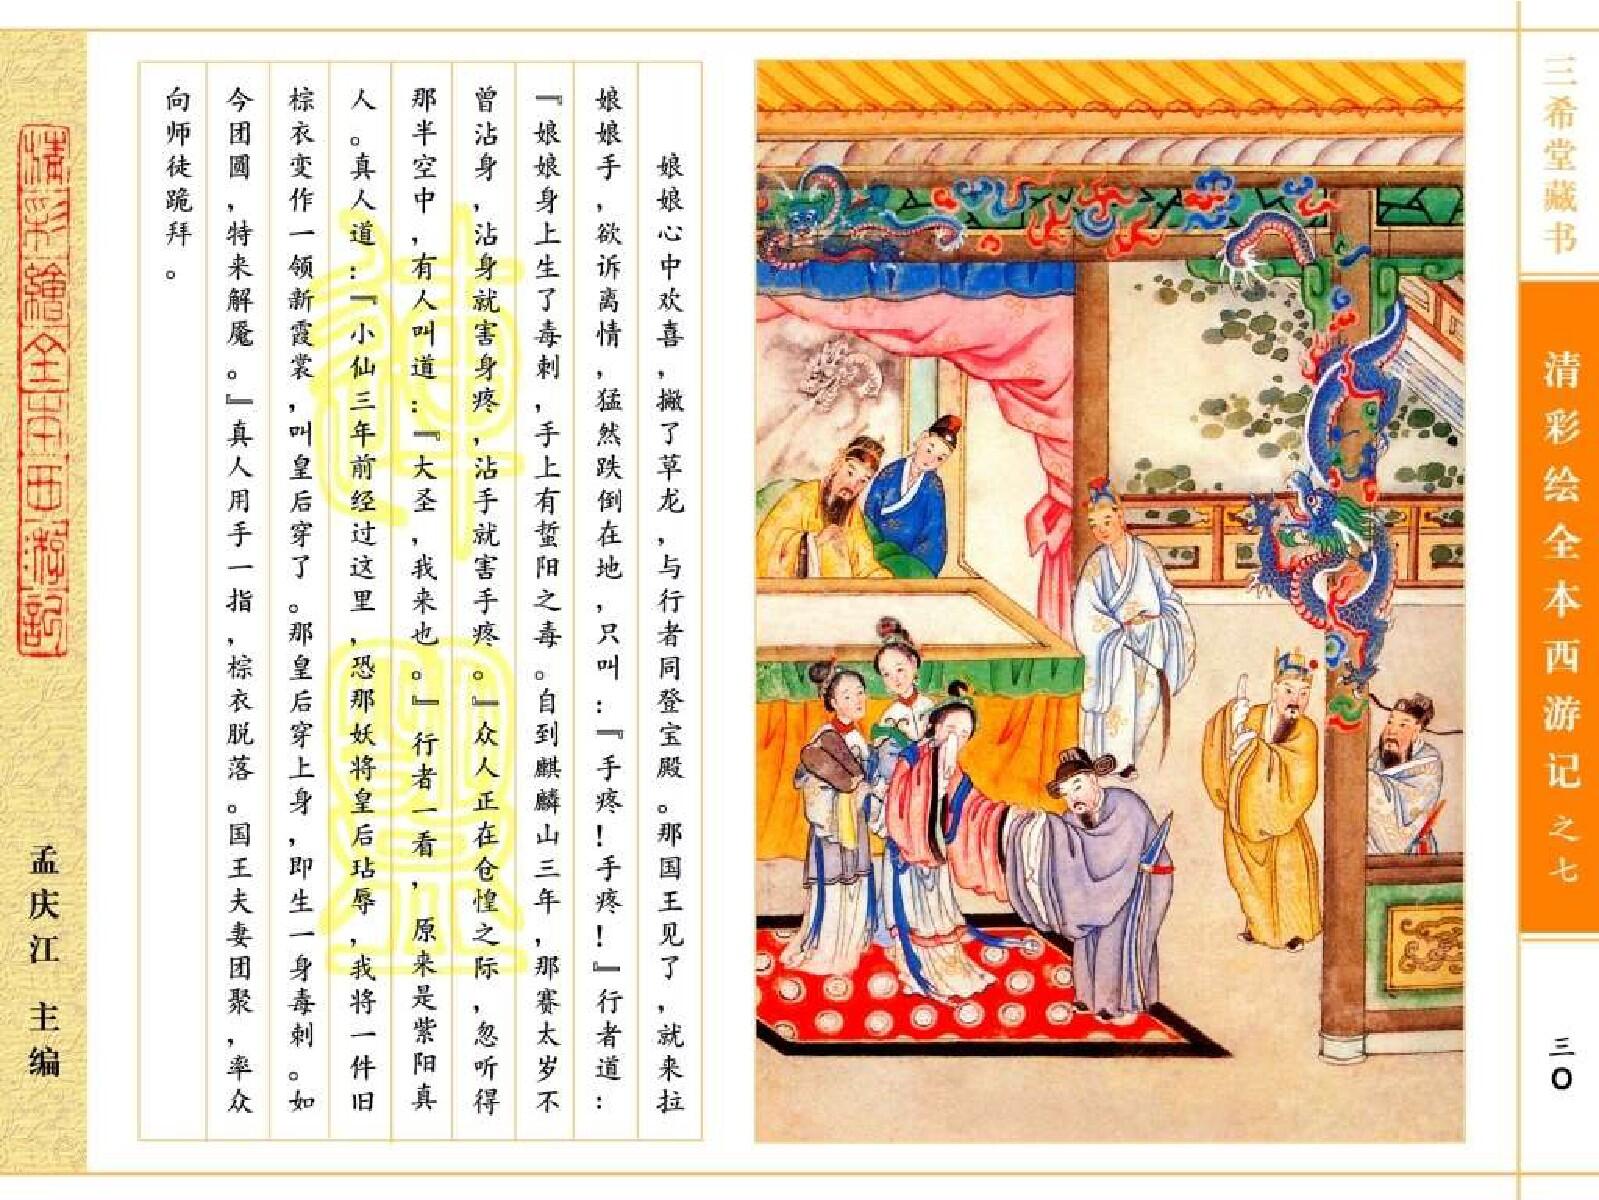 三希堂藏书
清彩绘全本西游记之七
三〇
娘娘心中欢喜，撇了草龙，与行者同登宝殿。那国王见了，就来拉
娘娘手，欲诉离情，猛然跌倒在地，只叫：『手疼！手疼！』行者道：
『娘娘身上生了毒刺，手上有蜇阳之毒。自到麒麟山三年，那赛太岁不
曾沾身，沾身就害身疼，沾手就害手疼。』众人正在仓惶之际，忽听得
那半空中，有人叫道：『大圣，我来也。』行者一看，原来是紫阳真
人。真人道：『小仙三年前经过这里，恐那妖将皇后玷辱，我将一件旧
棕衣变作一领新霞裳，叫皇后穿了。那皇后穿上身，即生一身毒刺。如
今团圆，特来解魇。』真人用手一指，棕衣脱落。国王夫妻团聚，率众
向师徒跪拜。
清彩繪全本西游記
孟庆江 主编